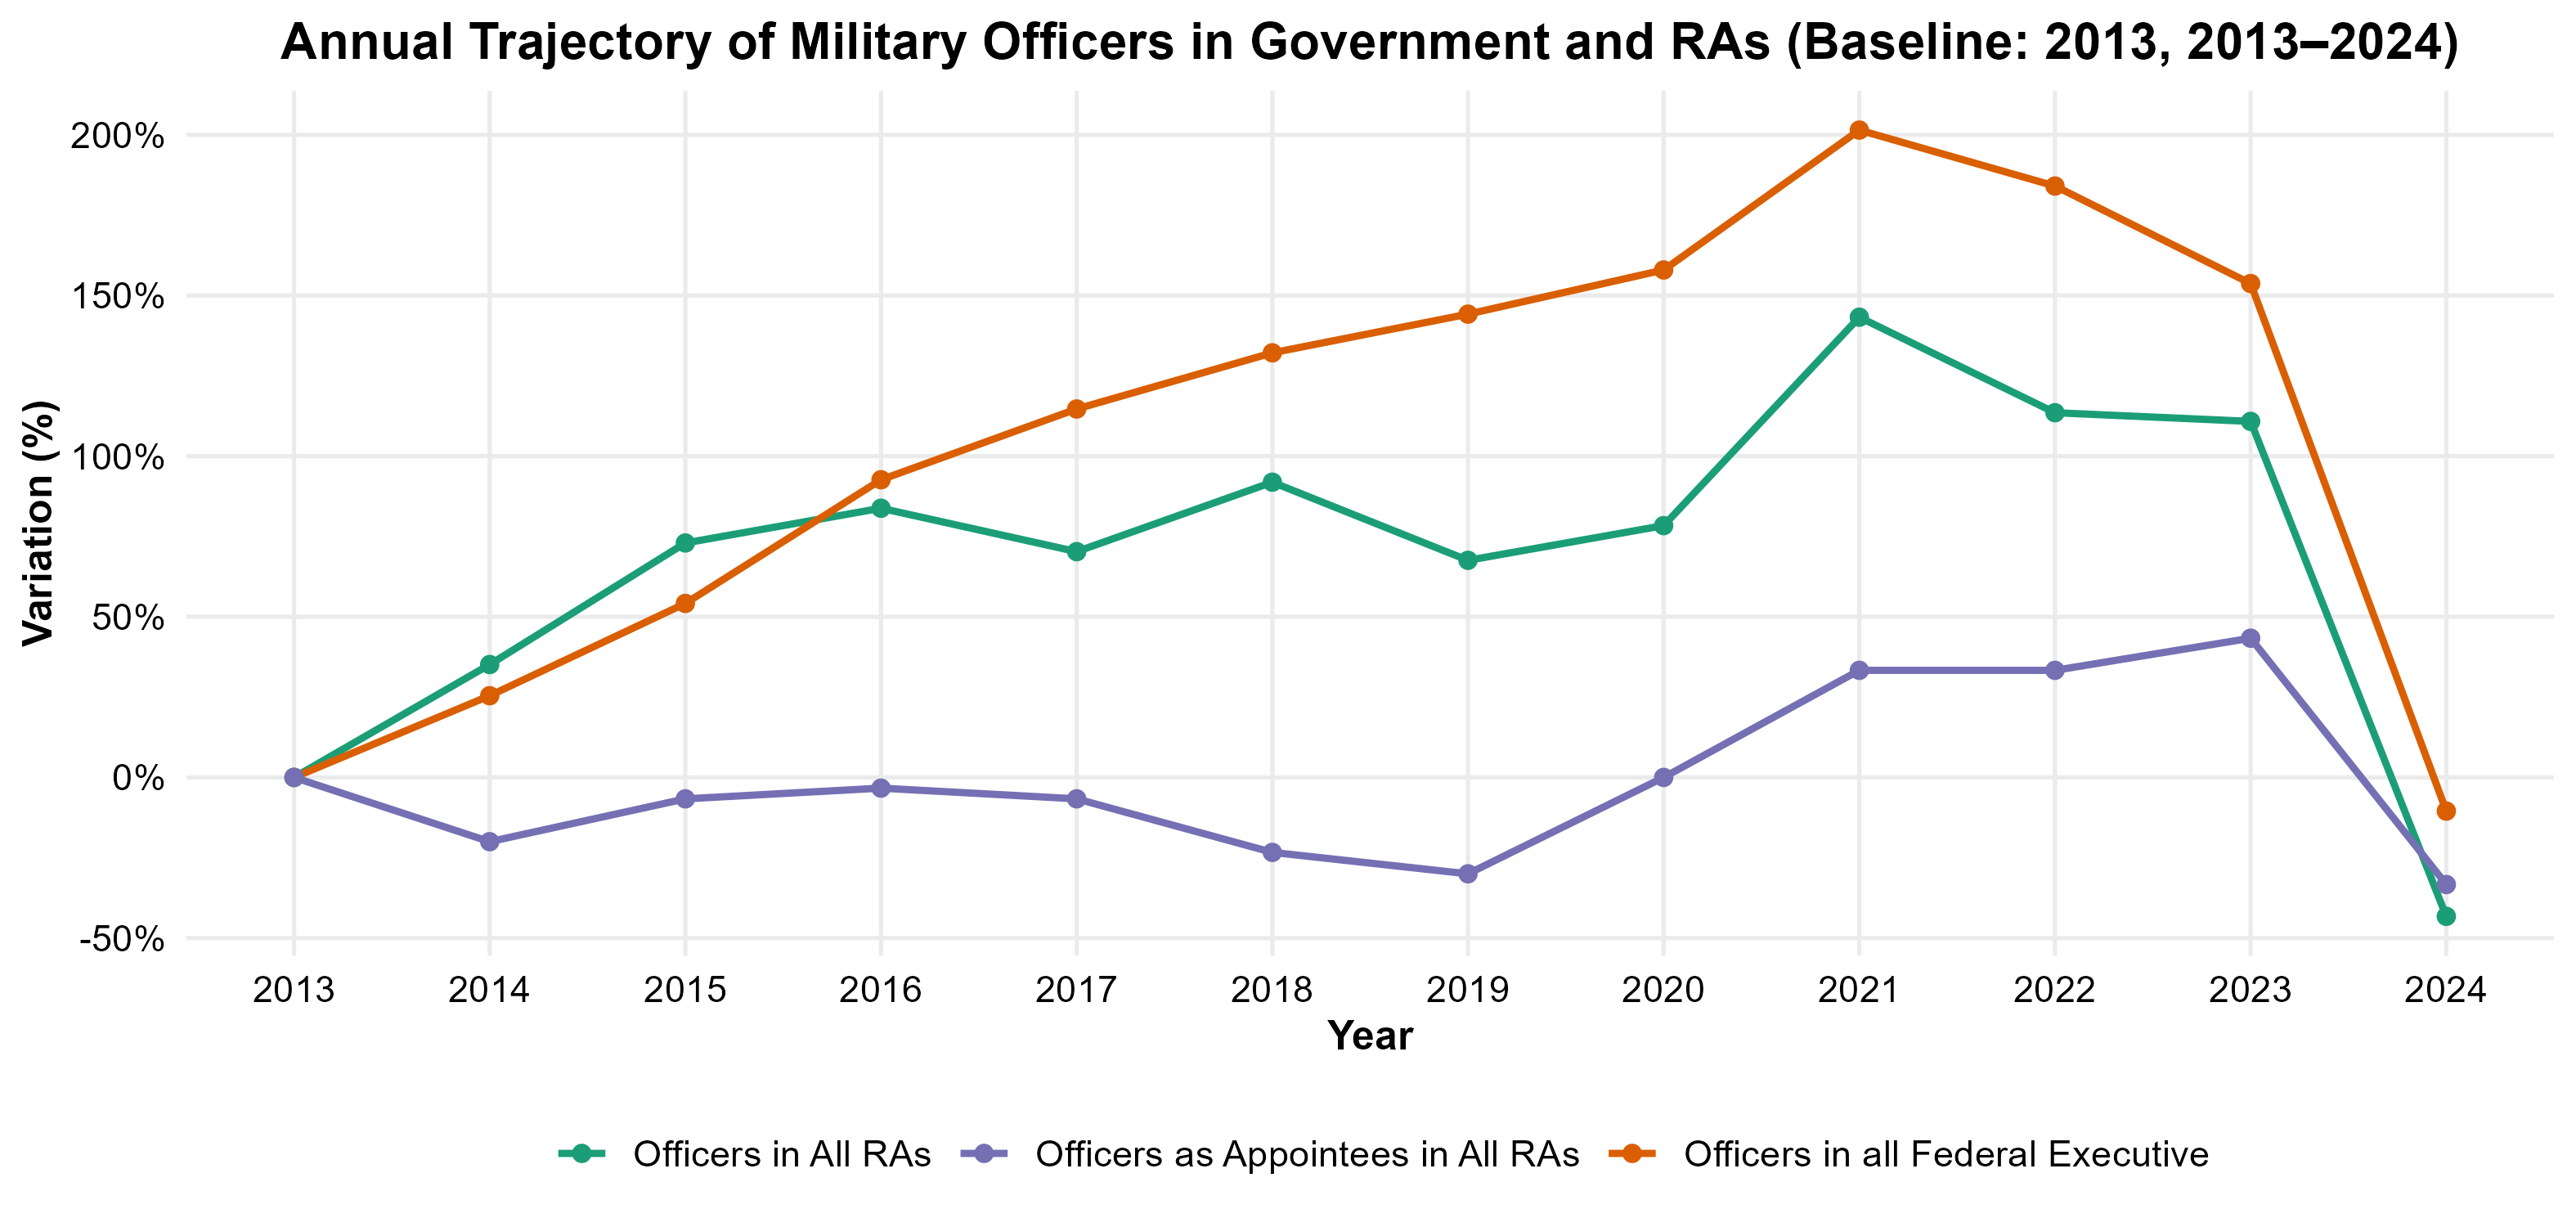 Annual Trajectory of Military Officers in Government and RAs (Baseline: 2013, 2013–2024)
Variation (%)
200%
150%
100%
50%
0%
-50%
2013 2014 2015 2016 2017 2018 2019 2020 2021 2022 2023 2024
Year
Officers in All RAs Officers as Appointees in All RAs Officers in all Federal Executive